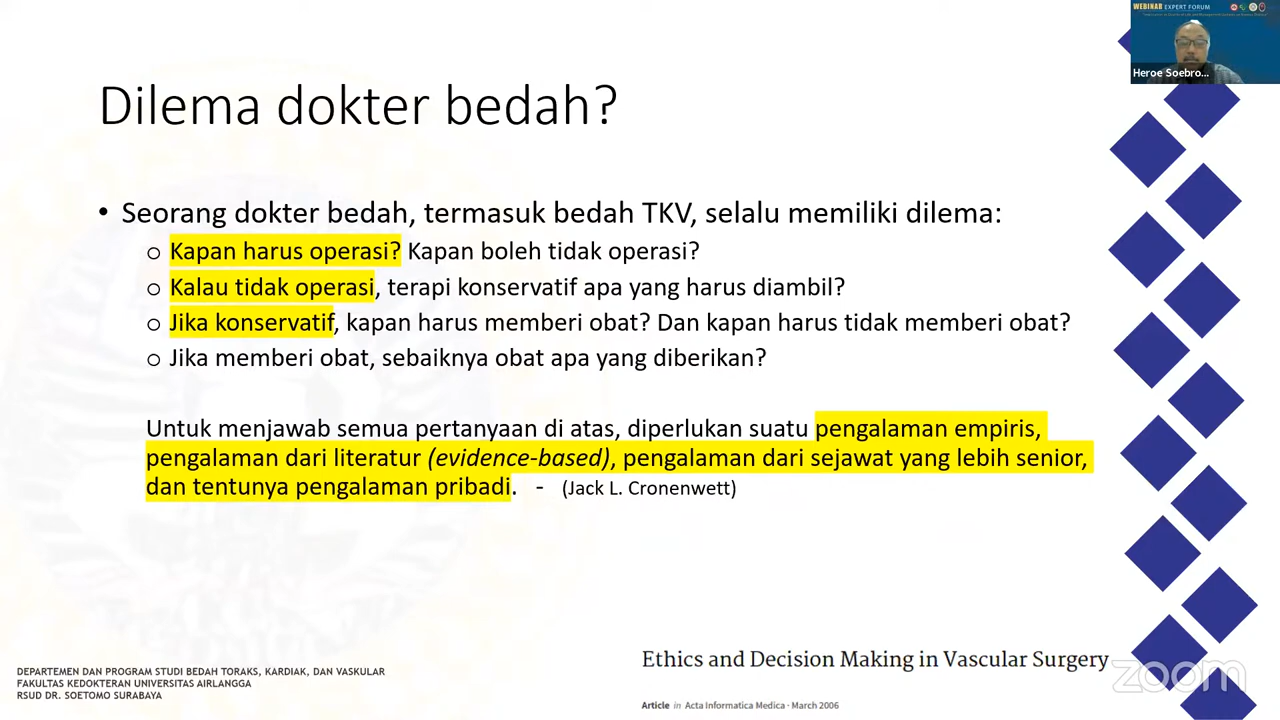 WEBINAR EXPERT FORUM
Heroe Soebro...
Dilema dokter bedah?
• Seorang dokter bedah, termasuk bedah TKV, selalu memiliki dilema:
o Kapan harus operasi? Kapan boleh tidak operasi?
o Kalau tidak operasi, terapi konservatif apa yang harus diambil?
o Jika konservatif, kapan harus memberi obat? Dan kapan harus tidak memberi obat?
o Jika memberi obat, sebaiknya obat apa yang diberikan?
Untuk menjawab semua pertanyaan di atas, diperlukan suatu pengalaman empiris,
pengalaman dari literatur (evidence-based), pengalaman dari sejawat yang lebih senior,
dan tentunya pengalaman pribadi. - (Jack L. Cronenwett)
Ethics and Decision Making in Vascular Surgery
Article in Acta Informatica Medica · March 2006
DEPARTEMEN DAN PROGRAM STUDI BEDAH TORAKS, KARDIAK, DAN VASKULAR
FAKULTAS KEDOKTERAN UNIVERSITAS AIRLANGGA
RSUD DR. SOETOMO SURABAYA
zoom